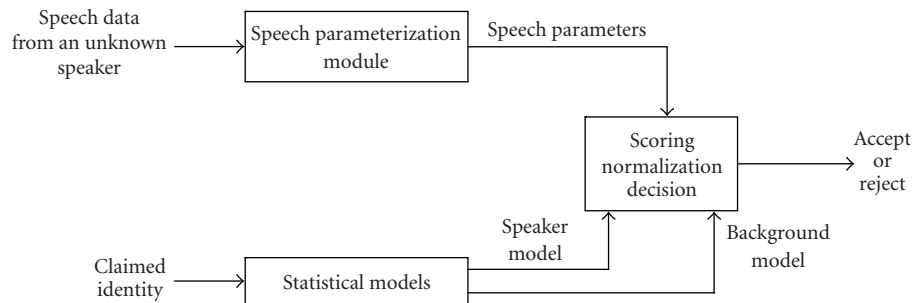 Speech data
from an unknown
speaker
Speech parameterization
module
Speech parameters
Scoring
normalization
decision
Accept
or
reject
Speaker
model
Background
model
Claimed
identity
Statistical models